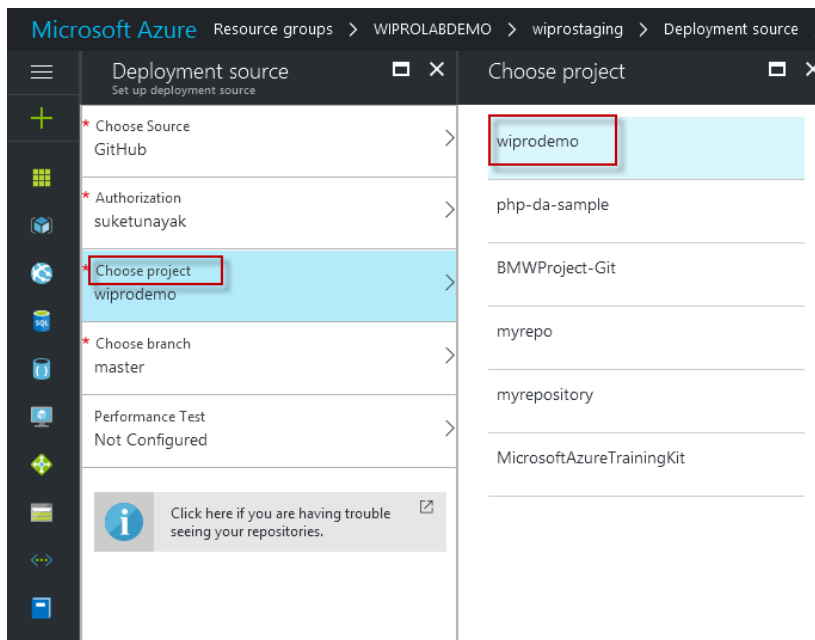 Microsoft Azure Resource groups > WIPROLABDEMO > wiprostaging > Deployment source
Deployment source
Set up deployment source
* Choose Source
GitHub
* Authorization
suketunayak
* Choose project
wiprodemo
* Choose branch
master
Performance Test
Not Configured
Click here if you are having trouble
seeing your repositories.
Choose project
wiprodemo
php-da-sample
BMWProject-Git
myrepo
myrepository
MicrosoftAzureTrainingKit
SQL